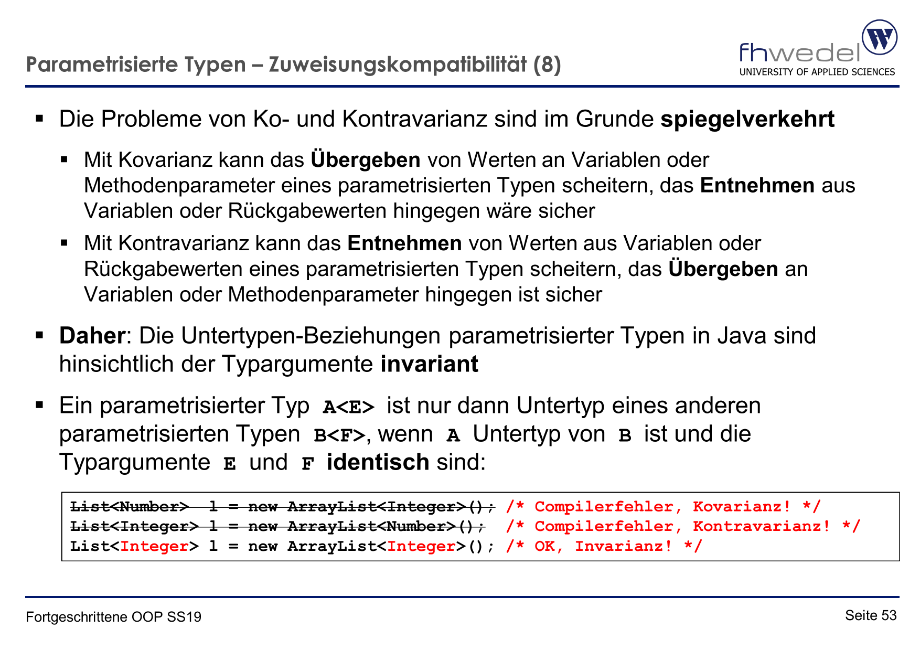 Parametrisierte Typen – Zuweisungskompatibilität (8)
fhwedel
UNIVERSITY OF APPLIED SCIENCES
▪ Die Probleme von Ko- und Kontravarianz sind im Grunde spiegelverkehrt
▪ Mit Kovarianz kann das Übergeben von Werten an Variablen oder
Methodenparameter eines parametrisierten Typen scheitern, das Entnehmen aus
Variablen oder Rückgabewerten hingegen wäre sicher
▪ Mit Kontravarianz kann das Entnehmen von Werten aus Variablen oder
Rückgabewerten eines parametrisierten Typen scheitern, das Übergeben an
Variablen oder Methodenparameter hingegen ist sicher
▪ Daher: Die Untertypen-Beziehungen parametrisierter Typen in Java sind
hinsichtlich der Typargumente invariant
▪ Ein parametrisierter Typ A<E> ist nur dann Untertyp eines anderen
parametrisierten Typen B<F>, wenn A Untertyp von B ist und die
Typargumente E und F identisch sind:
List<Number> l = new ArrayList<Integer>(); /* Compilerfehler, Kovarianz! */
List<Integer> l = new ArrayList<Number>(); /* Compilerfehler, Kontravarianz! */
List<Integer> l = new ArrayList<Integer>(); /* OK, Invarianz! */
Fortgeschrittene OOP SS19
Seite 53